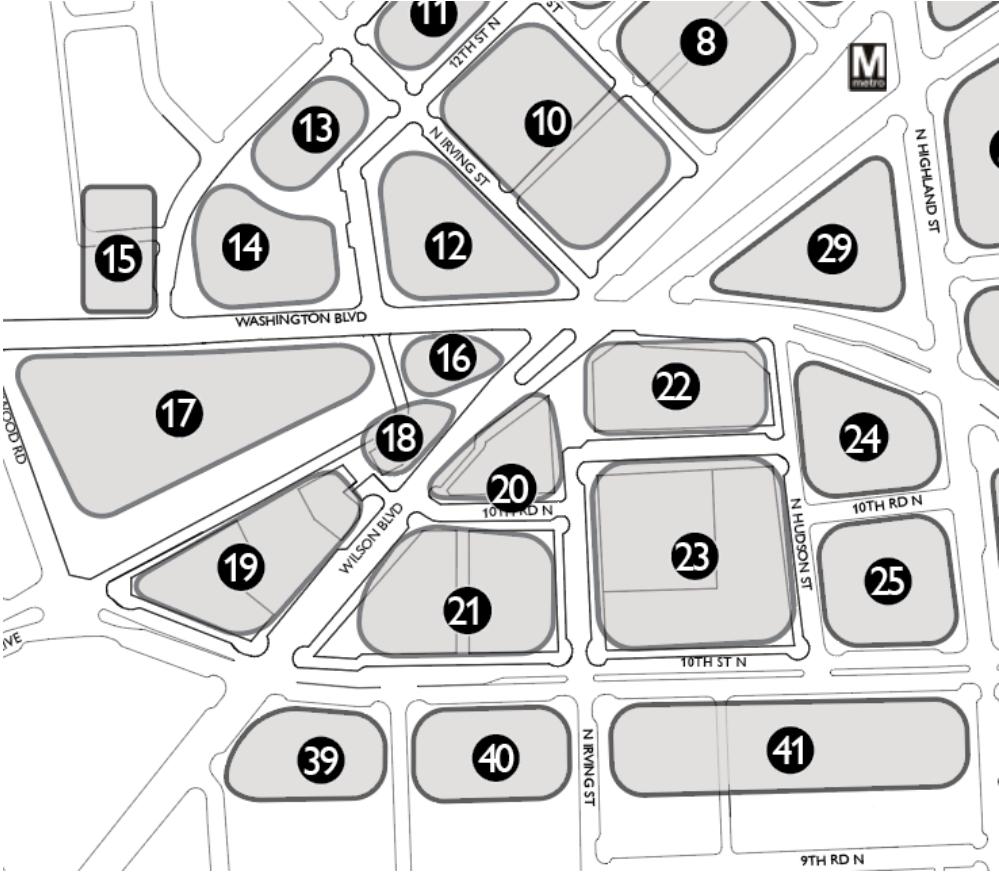 11
12TH ST N
ST
8
M
metro
13
10
N IRVING ST
N HIGHLAND ST
15
14
12
29
WASHINGTON BLVD
16
22
17
18
24
20
10TH RD N
10TH RD N
WILSON BLVD
N HUDSON ST
19
23
25
21
10TH ST N
39
40
N IRVING ST
41
9TH RD N